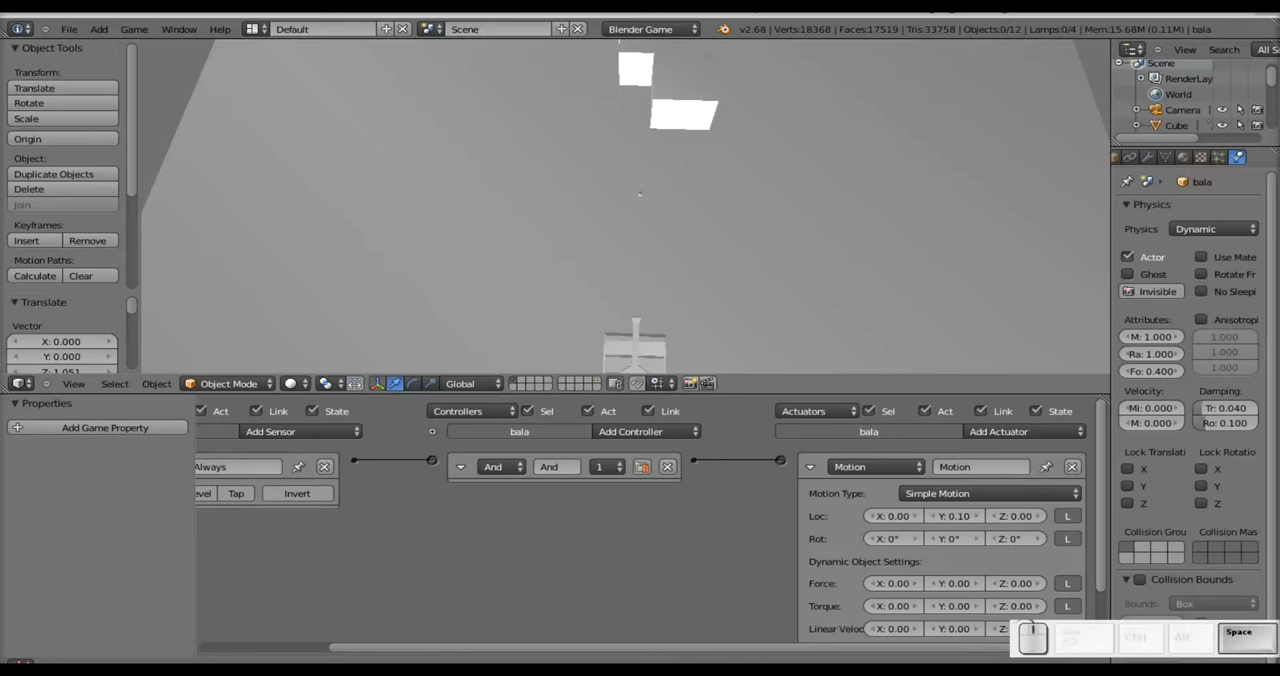 File Add Game Window Help Default Scene Blender Game v2.68 | Verts:18368 | Faces:17519 | Tris:33758 | Objects:0/12 | Lamps:0/4 | Mem:15.68M (0.11M) | bala
Object Tools
Transform:
Translate
Rotate
Scale
Origin
Object:
Duplicate Objects
Delete
Join
Keyframes:
Insert Remove
Motion Paths:
Calculate Clear
Translate
Vector
X: 0.000
Y: 0.000
Z: 1.051
View Select Object Object Mode Global
View Search All S
Scene
RenderLay
World
Camera
Cube
bala
Physics
Physics Dynamic
Actor Use Mate
Ghost Rotate Fr
Invisible No Sleepi
Attributes: Anisotropi
M: 1.000 1.000
Ra: 1.000 1.000
Fo: 0.400 1.000
Velocity: Damping:
Mi: 0.000 Tr: 0.040
M: 0.000 Ro: 0.100
Lock Translati Lock Rotatio
X X
Y Y
Z Z
Collision Grou Collision Mas
Collision Bounds
Bounds: Box
Properties
Add Game Property
Act Link State Controllers Sel Act Link Actuators Sel Act Link State
Add Sensor bala Add Controller bala Add Actuator
Always And And 1 Motion Motion
evel Tap Invert
Motion Type: Simple Motion
Loc: X: 0.00 Y: 0.10 Z: 0.00 L
Rot: X: 0° Y: 0° Z: 0° L
Dynamic Object Settings:
Force: X: 0.00 Y: 0.00 Z: 0.00 L
Torque: X: 0.00 Y: 0.00 Z: 0.00 L
Linear Veloc X: 0.00 Y: 0.00 Z:
Ctrl Alt Space